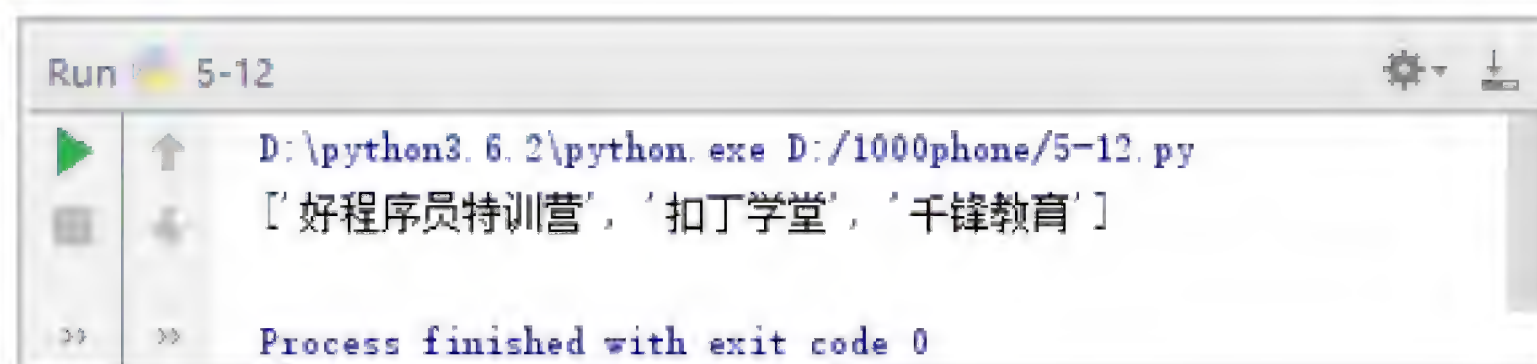 Run 5-12
D:\python3.6.2\python.exe D:/1000phone/5-12.py
['好程序员特训营', '扣丁学堂', '千锋教育']
Process finished with exit code 0